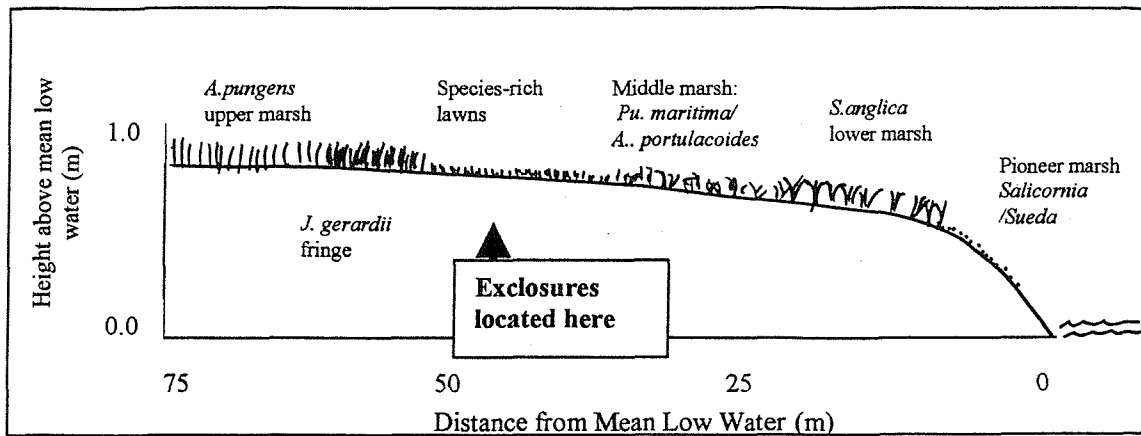 A.pungens
upper marsh
Species-rich
lawns
Middle marsh:
Pu. maritima/
A.. portulacoides
S.anglica
lower marsh
Pioneer marsh
Salicornia
/Sueda
Height above mean low
water (m)
1.0
0.0
J. gerardii
fringe
Exclosures
located here
75
50
25
0
Distance from Mean Low Water (m)